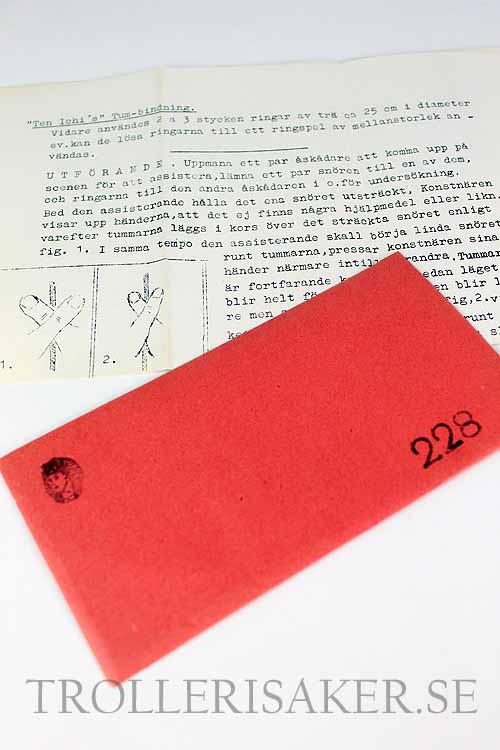 "Ten Ichi's" Tum-bindning.
Vidare användes 2 a 3 stycken ringar av trä ca 25 cm i diameter
ev.kan de lösa ringarna till ett ringspel av mellanstorlek an -
vändas.
U T F Ö R A N D E . Uppmana ett par åskådare att komma upp på
scenen för att assistera,lämna ett par snören till en av dem,
och ringarna till den andra åskådaren i o.för undersökning.
Bed den assisterande hålla det ena snöret utsträckt, Konstnären
visar upp händerna,att det ej finns några hjälpmedel eller likn.
varefter tummarna läggs i kors över det sträckta snöret enligt
fig. 1. I samma tempo den assisterande skall börja linda snöret
runt tummarna,pressar konstnären sina
händer närmare intill varandra.Tummar
är fortfarande
blir helt
re men
1.
2.
228
TROLLERISAKER.SE